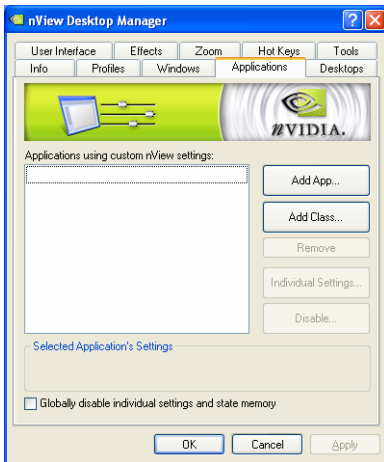 nView Desktop Manager
User Interface Effects Zoom Hot Keys Tools
Info Profiles Windows Applications Desktops
nVIDIA.
Applications using custom nView settings:
Add App...
Add Class...
Remove
Individual Settings...
Disable...
Selected Application's Settings
Globally disable individual settings and state memory
OK Cancel Apply